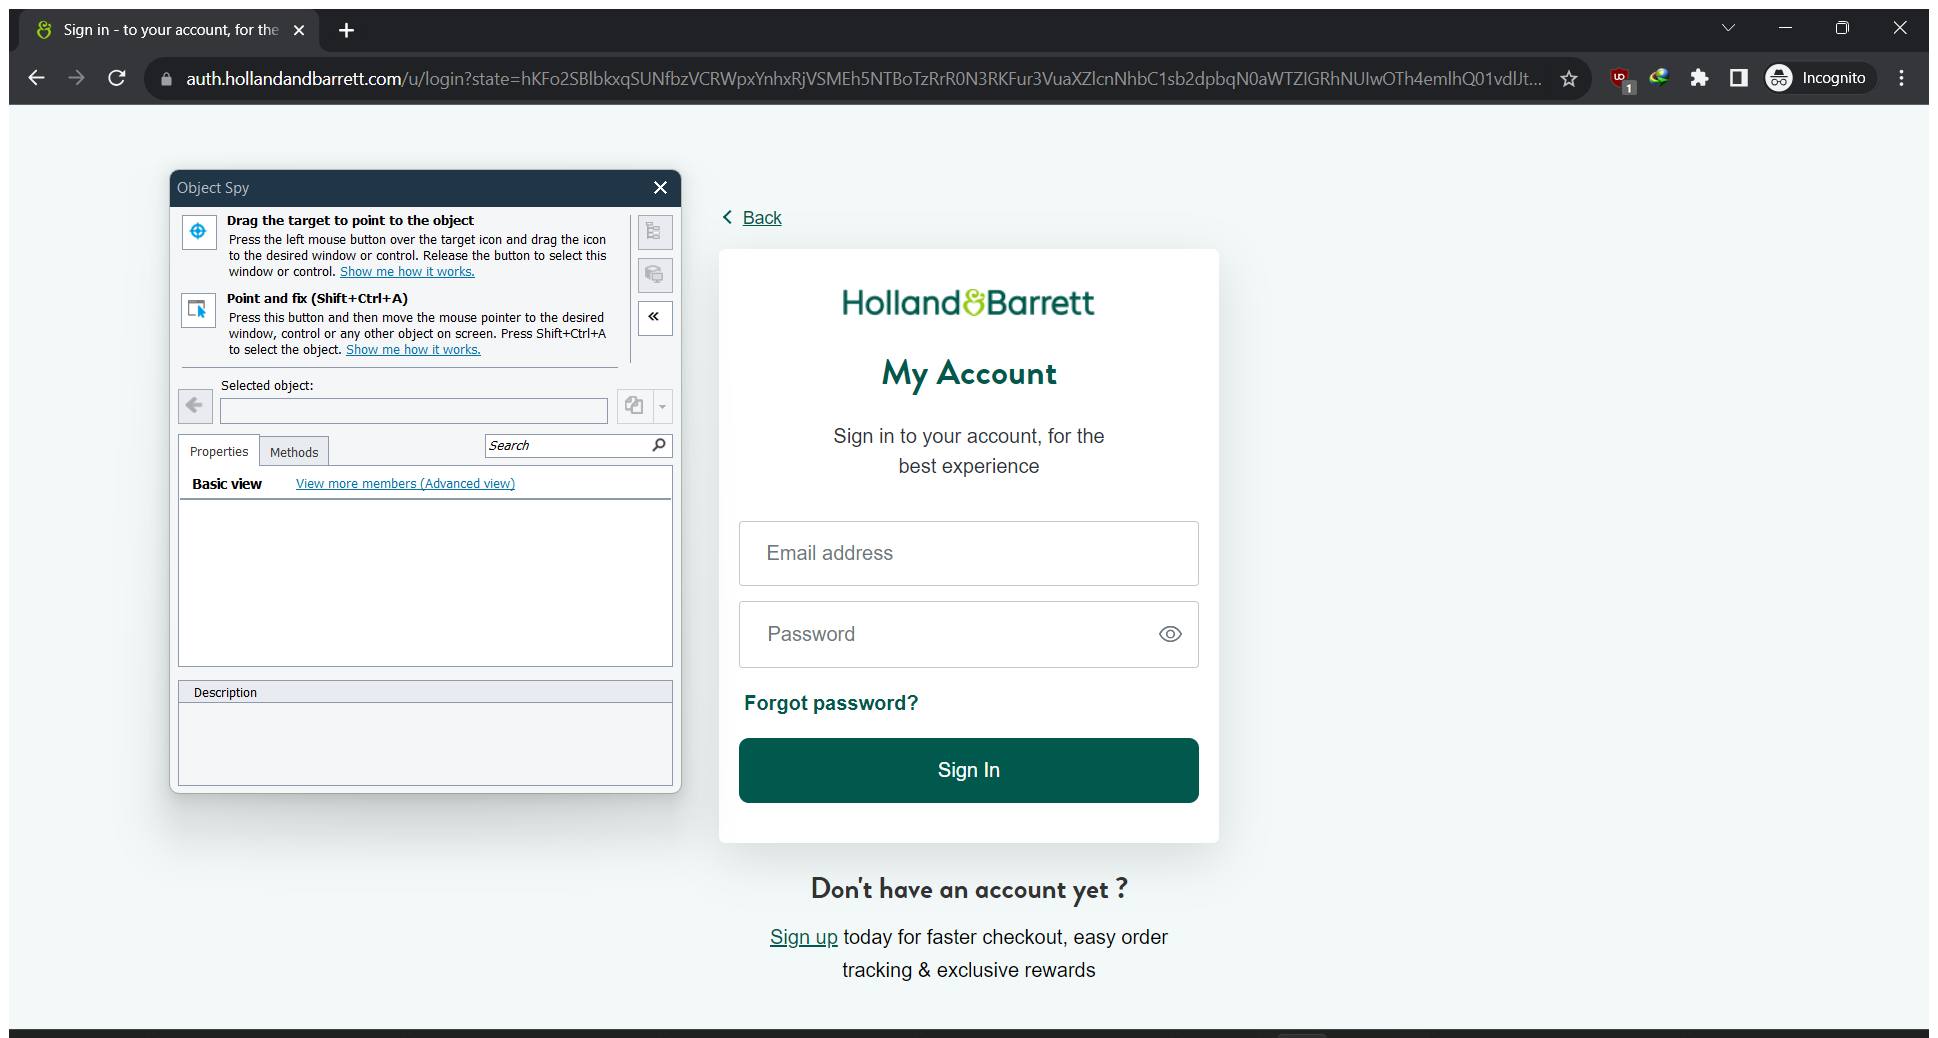 Sign in - to your account, for the
auth.hollandandbarrett.com/u/login?state=hKFo2SBlbkxqSUNfbzVCRWpxYnhxRjVSMEh5NTBoTzRrR0N3RKFur3VuaXZlcnNhbC1sb2dpbqN0aWTZIGRhNUIwOTh4emlhQ01vdlJt...
1
Incognito
Object Spy
Drag the target to point to the object
Press the left mouse button over the target icon and drag the icon
to the desired window or control. Release the button to select this
window or control. Show me how it works.
Point and fix (Shift+Ctrl+A)
Press this button and then move the mouse pointer to the desired
window, control or any other object on screen. Press Shift+Ctrl+A
to select the object. Show me how it works.
Selected object:
Properties
Methods
Search
Basic view
View more members (Advanced view)
Description
Back
Holland&Barrett
My Account
Sign in to your account, for the
best experience
Email address
Password
Forgot password?
Sign In
Don't have an account yet ?
Sign up today for faster checkout, easy order
tracking & exclusive rewards